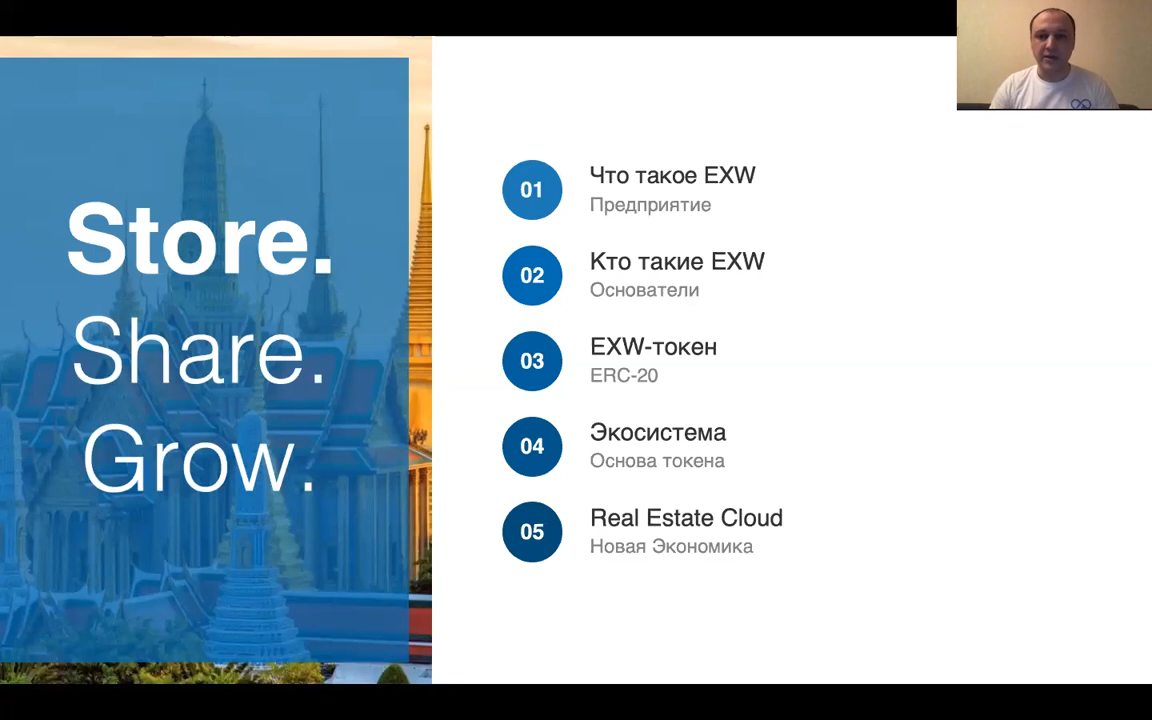 Store.
Share.
Grow.
01
Что такое EXW
Предприятие
02
Кто такие EXW
Основатели
03
EXW-токен
ERC-20
04
Экосистема
Основа токена
05
Real Estate Cloud
Новая Экономика